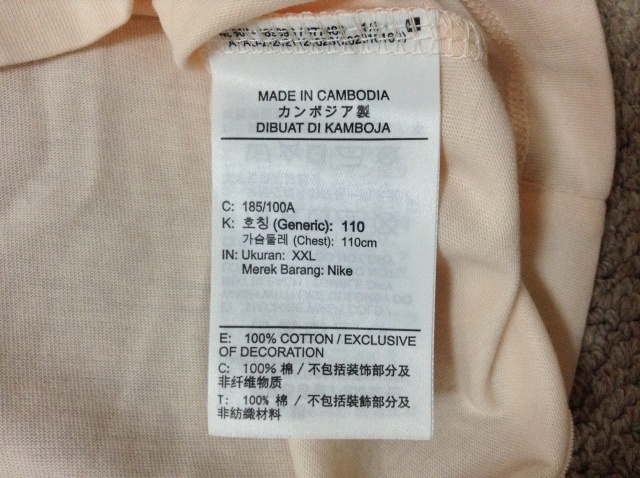 MADE IN CAMBODIA
カンボジア製
DIBUAT DI KAMBOJA
C: 185/100A
K: 호칭 (Generic): 110
가슴둘레 (Chest): 110cm
IN: Ukuran: XXL
Merek Barang: Nike
E: 100% COTTON / EXCLUSIVE
OF DECORATION
C: 100% 棉 / 不包括装饰部分及
非纤维物质
T: 100% 棉 / 不包括裝飾部分及
非紡織材料